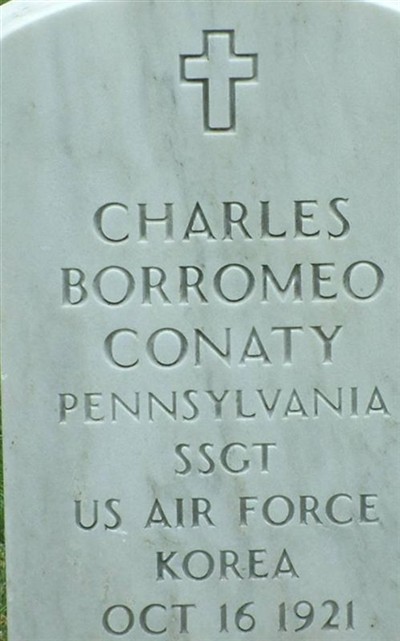 CHARLES
BORROMEO
CONATY
PENNSYLVANIA
SSGT
US AIR FORCE
KOREA
OCT 16 1921